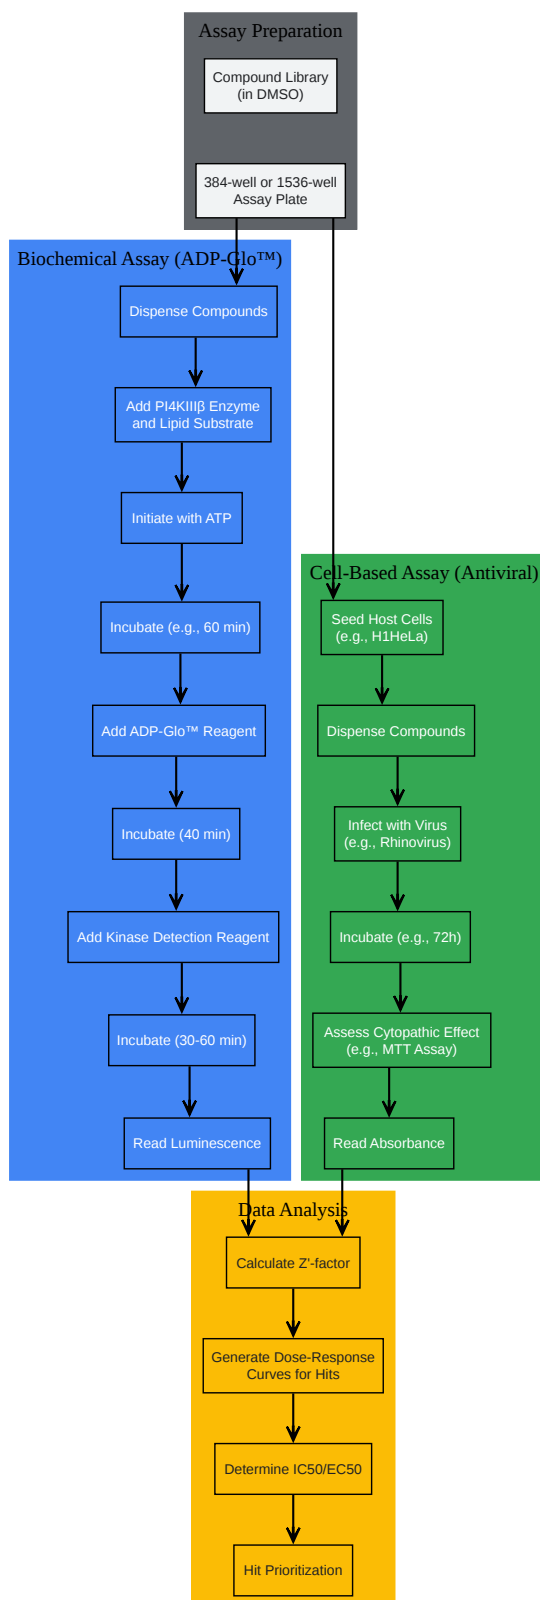 Assay Preparation
Compound Library
(in DMSO)
384-well or 1536-well
Assay Plate
Biochemical Assay (ADP-Glo™)
Dispense Compounds
Add PI4KIIIβ Enzyme
and Lipid Substrate
Initiate with ATP
Incubate (e.g., 60 min)
Add ADP-Glo™ Reagent
Incubate (40 min)
Add Kinase Detection Reagent
Incubate (30-60 min)
Read Luminescence
Cell-Based Assay (Antiviral)
Seed Host Cells
(e.g., H1HeLa)
Dispense Compounds
Infect with Virus
(e.g., Rhinovirus)
Incubate (e.g., 72h)
Assess Cytopathic Effect
(e.g., MTT Assay)
Read Absorbance
Data Analysis
Calculate Z'-factor
Generate Dose-Response
Curves for Hits
Determine IC50/EC50
Hit Prioritization